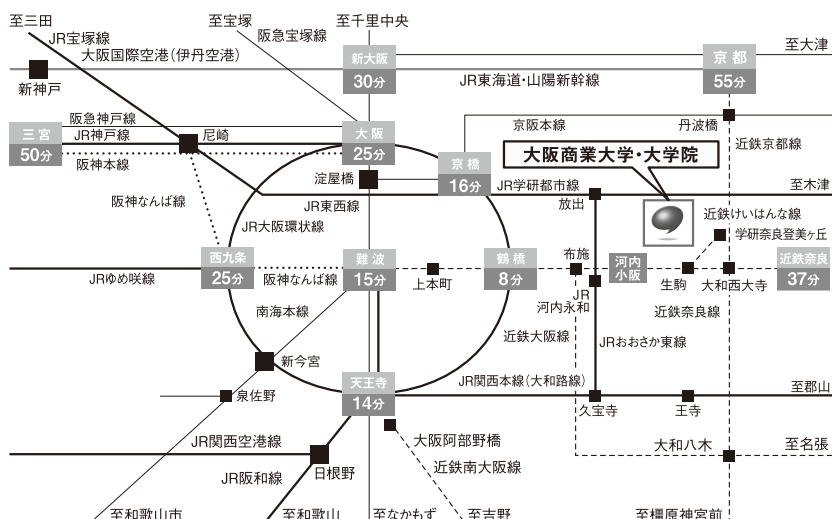 至三田
至宝塚
至千里中央
JR宝塚線
阪急宝塚線
大阪国際空港（伊丹空港）
新大阪
30分
京都
55分
至大津
新神戸
JR東海道・山陽新幹線
阪急神戸線
三宮
50分
JR神戸線
尼崎
大阪
25分
阪神本線
京阪本線
丹波橋
近鉄京都線
京橋
16分
大阪商業大学・大学院
淀屋橋
JR学研都市線
至木津
阪神なんば線
JR東西線
放出
JR大阪環状線
近鉄けいはんな線
学研奈良登美ヶ丘
西九条
25分
難波
15分
鶴橋
8分
布施
河内
小阪
近鉄奈良
37分
JRゆめ咲線
阪神なんば線
上本町
生駒
大和西大寺
JR
河内永和
南海本線
近鉄大阪線
近鉄奈良線
JRおおさか東線
新今宮
天王寺
14分
JR関西本線（大和路線）
至郡山
泉佐野
久宝寺
王寺
JR関西空港線
大阪阿部野橋
大和八木
至名張
JR阪和線
日根野
近鉄南大阪線
至和歌山市
至和歌山
至なかもず
至吉野
至橿原神宮前